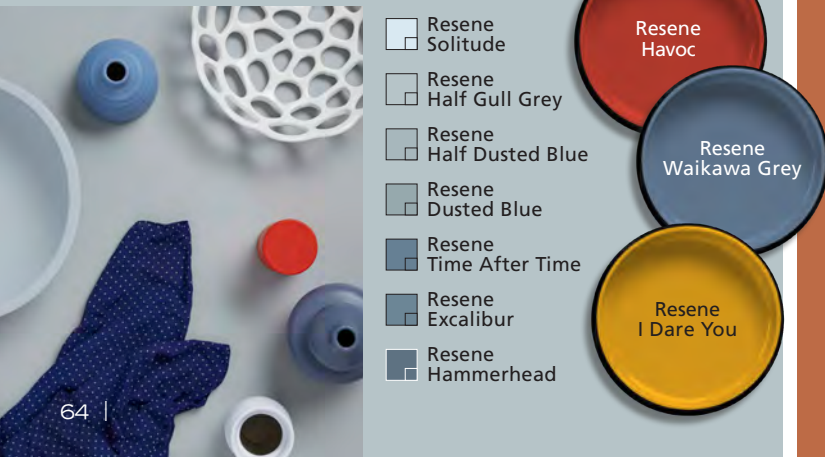 Resene
Solitude
Resene
Half Gull Grey
Resene
Half Dusted Blue
Resene
Dusted Blue
Resene
Time After Time
Resene
Excalibur
Resene
Hammerhead
Resene
Havoc
Resene
Waikawa Grey
Resene
I Dare You
64 |